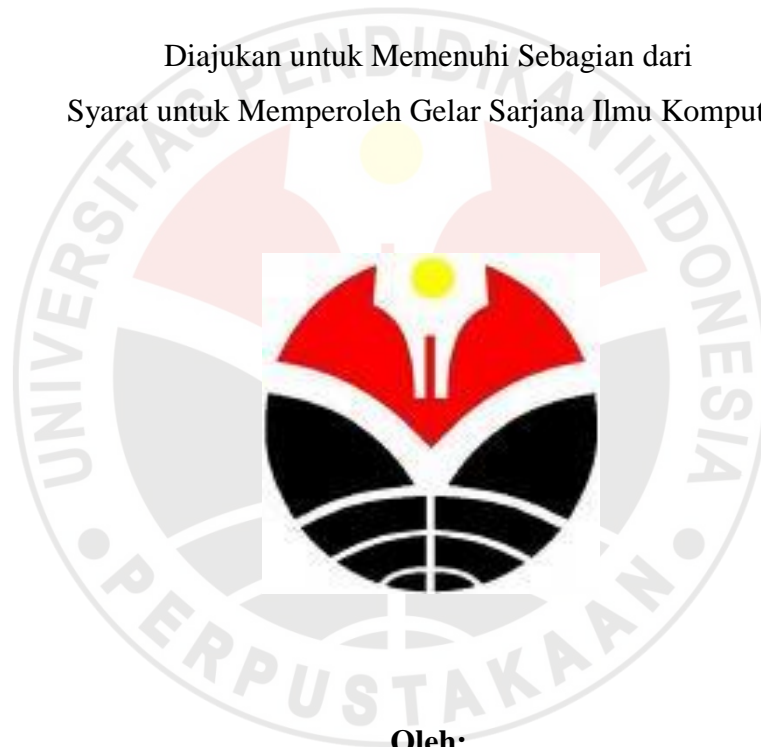 Diajukan untuk Memenuhi Sebagian dari
Syarat untuk Memperoleh Gelar Sarjana Ilmu Komput
UNIVERSITAS PENDIDIKAN INDONESIA
PERPUSTAKAAN
Oleh: